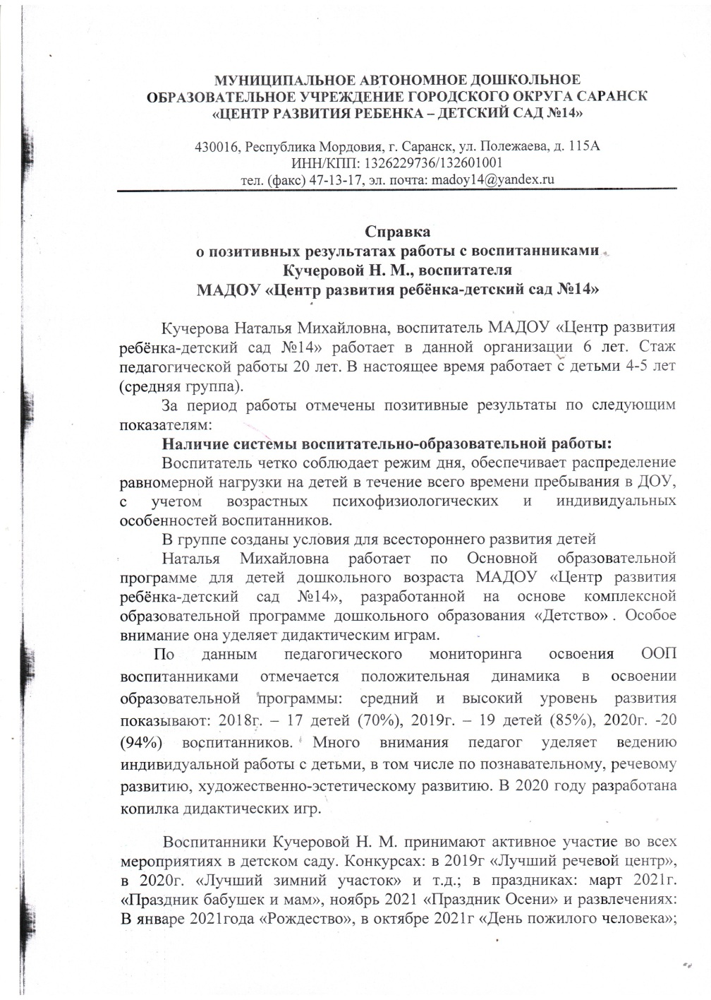 МУНИЦИПАЛЬНОЕ АВТОНОМНОЕ ДОШКОЛЬНОЕ
ОБРАЗОВАТЕЛЬНОЕ УЧРЕЖДЕНИЕ ГОРОДСКОГО ОКРУГА САРАНСК
«ЦЕНТР РАЗВИТИЯ РЕБЕНКА – ДЕТСКИЙ САД №14»
430016, Республика Мордовия, г. Саранск, ул. Полежаева, д. 115А
ИНН/КПП: 1326229736/132601001
тел. (факс) 47-13-17, эл. почта: madoy14@yandex.ru
Справка
о позитивных результатах работы с воспитанниками
Кучеровой Н. М., воспитателя
МАДОУ «Центр развития ребёнка-детский сад №14»
Кучерова Наталья Михайловна, воспитатель МАДОУ «Центр развития
ребёнка-детский сад №14» работает в данной организации 6 лет. Стаж
педагогической работы 20 лет. В настоящее время работает с детьми 4-5 лет
(средняя группа).
За период работы отмечены позитивные результаты по следующим
показателям:
Наличие системы воспитательно-образовательной работы:
Воспитатель четко соблюдает режим дня, обеспечивает распределение
равномерной нагрузки на детей в течение всего времени пребывания в ДОУ,
с учетом возрастных психофизиологических и индивидуальных
особенностей воспитанников.
В группе созданы условия для всестороннего развития детей
Наталья Михайловна работает по Основной образовательной
программе для детей дошкольного возраста МАДОУ «Центр развития
ребёнка-детский сад №14», разработанной на основе комплексной
образовательной программе дошкольного образования «Детство» . Особое
внимание она уделяет дидактическим играм.
По данным педагогического мониторинга освоения ООП
воспитанниками отмечается положительная динамика в освоении
образовательной программы: средний и высокий уровень развития
показывают: 2018г. – 17 детей (70%), 2019г. – 19 детей (85%), 2020г. -20
(94%) воспитанников. Много внимания педагог уделяет ведению
индивидуальной работы с детьми, в том числе по познавательному, речевому
развитию, художественно-эстетическому развитию. В 2020 году разработана
копилка дидактических игр.
Воспитанники Кучеровой Н. М. принимают активное участие во всех
мероприятиях в детском саду. Конкурсах: в 2019г «Лучший речевой центр»,
в 2020г. «Лучший зимний участок» и т.д.; в праздниках: март 2021г.
«Праздник бабушек и мам», ноябрь 2021 «Праздник Осени» и развлечениях:
В январе 2021года «Рождество», в октябре 2021г «День пожилого человека»;